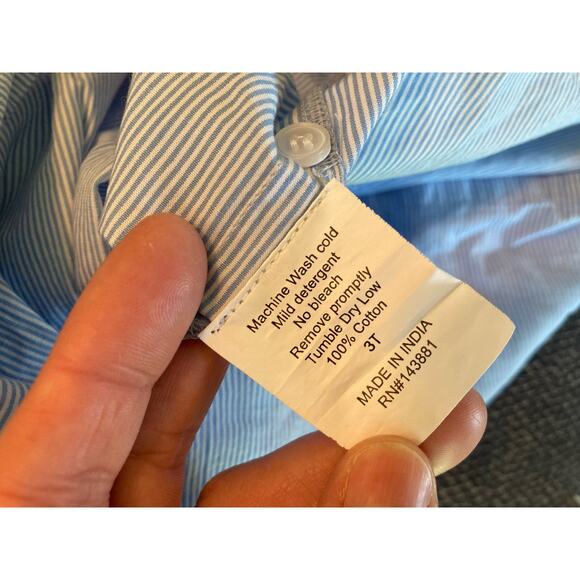 Machine Wash cold
Mild detergent
No bleach
Remove promptly
Tumble Dry Low
100% Cotton
3T
MADE IN INDIA
RN#143881